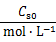 C_{s0}
mol · L⁻¹